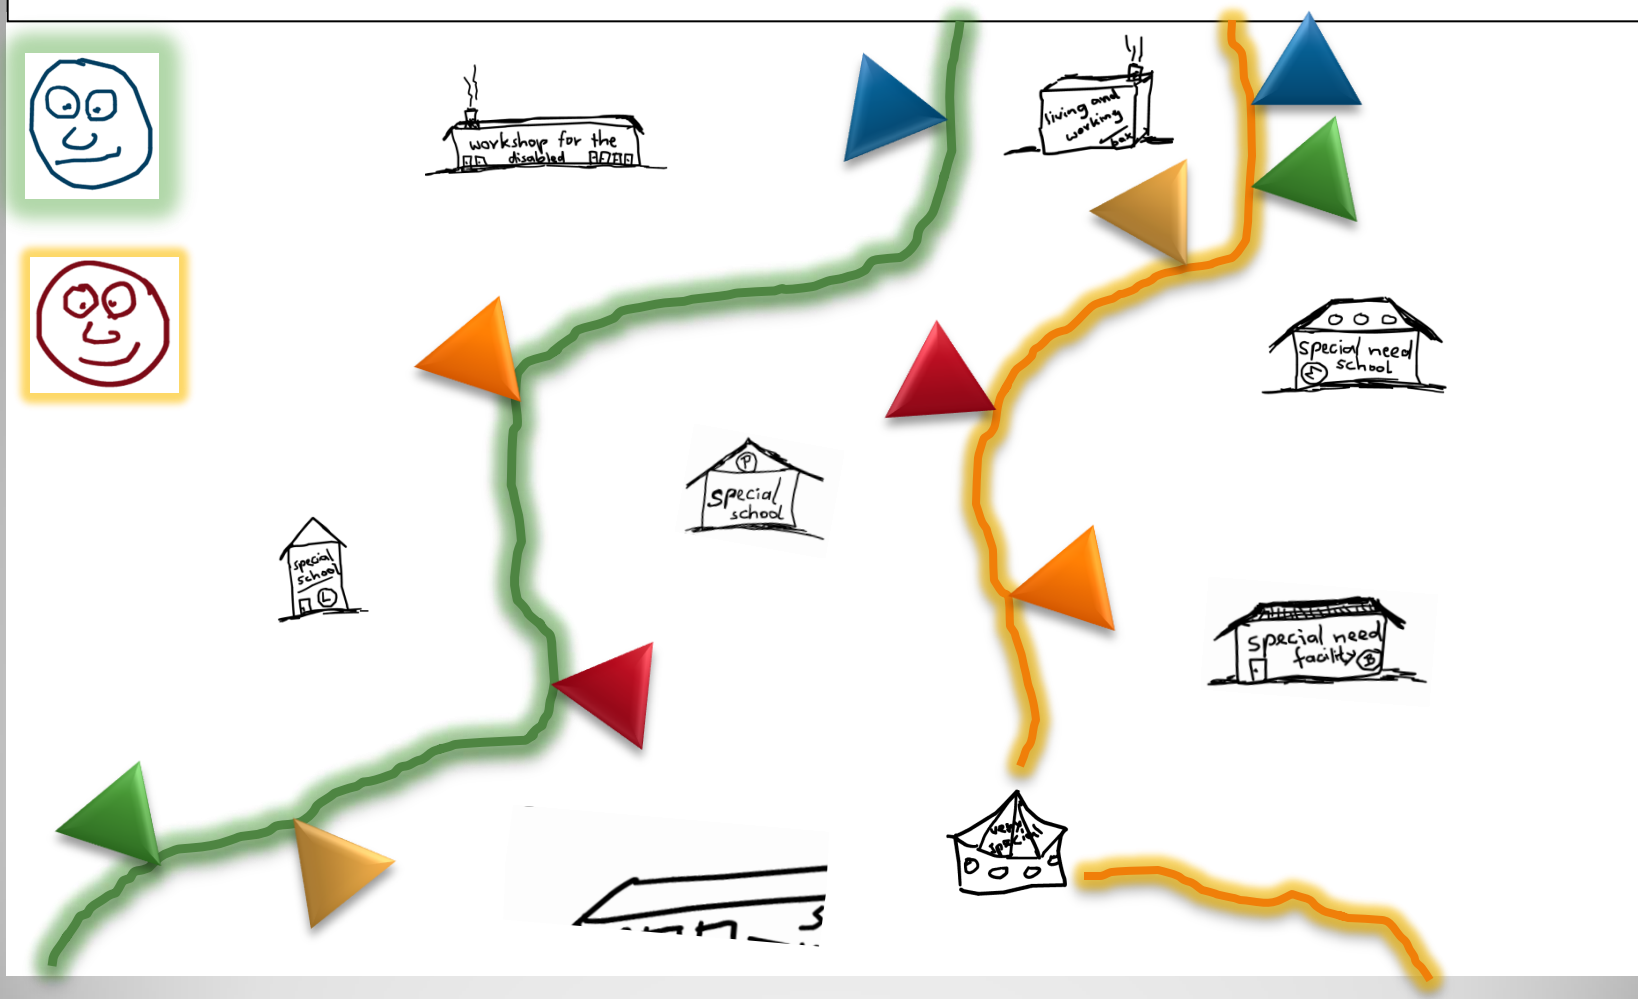 workshop for the
disabled
living and
working
P
special
school
special need
school
special
school
L
special need
facility B
very
special